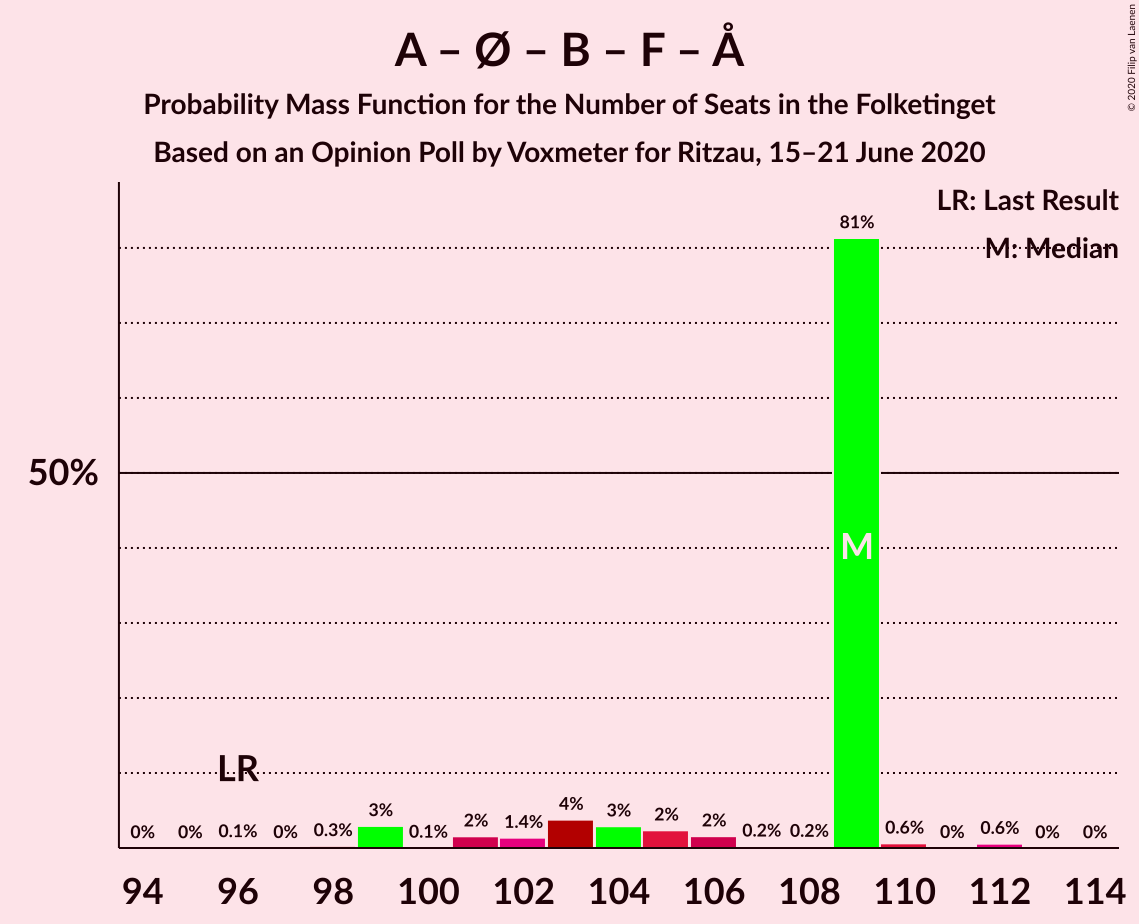 A – Ø – B – F – Å
Probability Mass Function for the Number of Seats in the Folketinget
Based on an Opinion Poll by Voxmeter for Ritzau, 15–21 June 2020
© 2020 Filip van Laenen
LR: Last Result
M: Median
50%
81%
M
LR
0% 0% 0.1% 0% 0.3% 3% 0.1% 2% 1.4% 4% 3% 2% 2% 0.2% 0.2% 0.6% 0% 0.6% 0% 0%
94 96 98 100 102 104 106 108 110 112 114